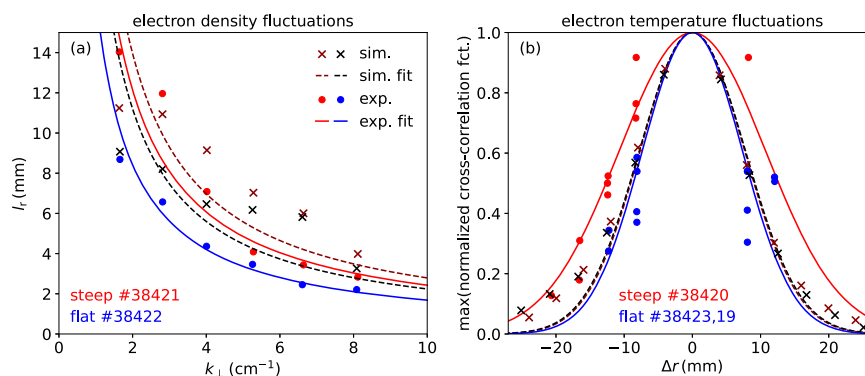 electron density fluctuations
(a)
× × sim.
sim. fit
exp.
exp. fit
steep #38421
flat #38422
14
12
10
8
6
4
2
0
l_r (mm)
0 2 4 6 8 10
k⊥ (cm⁻¹)
electron temperature fluctuations
(b)
steep #38420
flat #38423,19
1.0
0.8
0.6
0.4
0.2
0.0
max(normalized cross-correlation fct.)
−20 −10 0 10 20
Δr (mm)